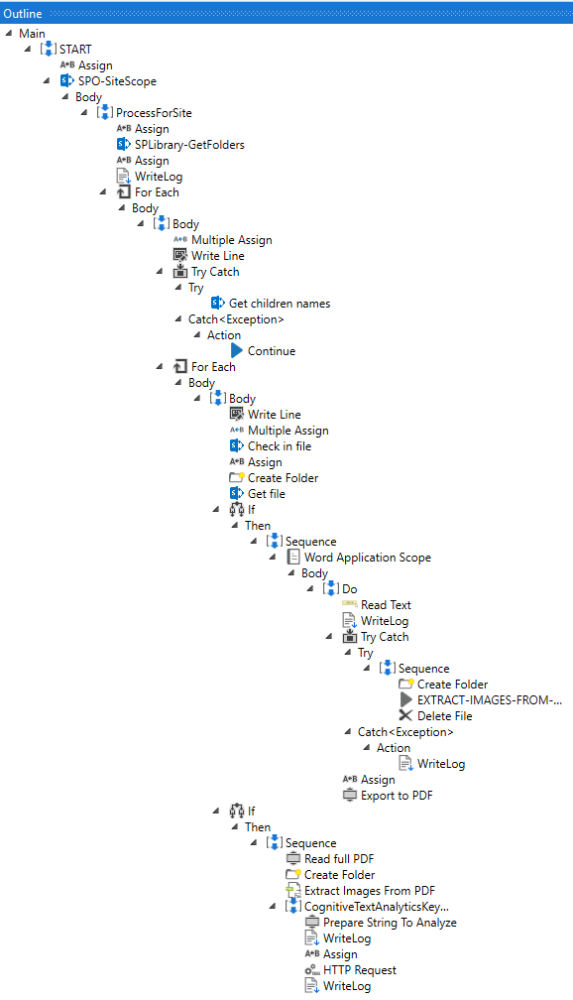 Outline
Main
START
A+B Assign
SPO-SiteScope
Body
ProcessForSite
A+B Assign
SPLibrary-GetFolders
A+B Assign
WriteLog
For Each
Body
Body
A+B Multiple Assign
Write Line
Try Catch
Try
Get children names
Catch<Exception>
Action
Continue
For Each
Body
Body
Write Line
A+B Multiple Assign
Check in file
A+B Assign
Create Folder
Get file
If
Then
Sequence
Word Application Scope
Body
Do
Read Text
WriteLog
Try Catch
Try
Sequence
Create Folder
EXTRACT-IMAGES-FROM-...
Delete File
Catch<Exception>
Action
WriteLog
A+B Assign
Export to PDF
If
Then
Sequence
Read full PDF
Create Folder
Extract Images From PDF
CognitiveTextAnalyticsKey...
Prepare String To Analyze
WriteLog
A+B Assign
HTTP Request
WriteLog